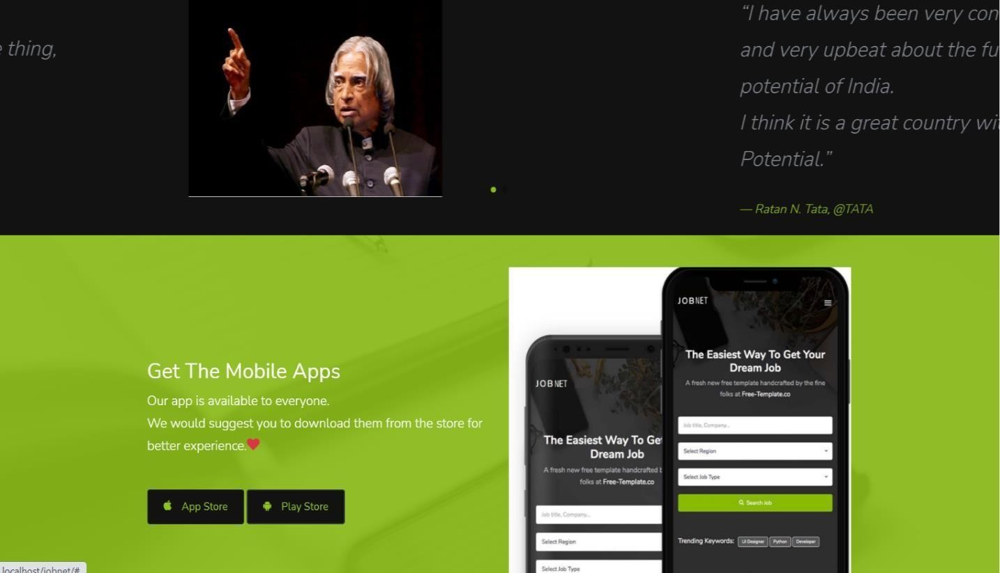 thing,
“I have always been very
and very upbeat about the
potential of India.
I think it is a great country
Potential.”
— Ratan N. Tata, @TATA
Get The Mobile Apps
Our app is available to everyone.
We would suggest you to download them from the store for
better experience.
App Store
Play Store
JOBNET
The Easiest Way To
Dream Job
A fresh new free template handcrafted
folks at Free-Template.co
Job title, Company...
Select Region
Select Job Type
JOBNET
The Easiest Way To Get Your
Dream Job
A fresh new free template handcrafted by the fine
folks at Free-Template.co
Job title, Company...
Select Region
Select Job Type
Search Job
Trending Keywords: UI Designer Python Developer
localhost/jobnet/#